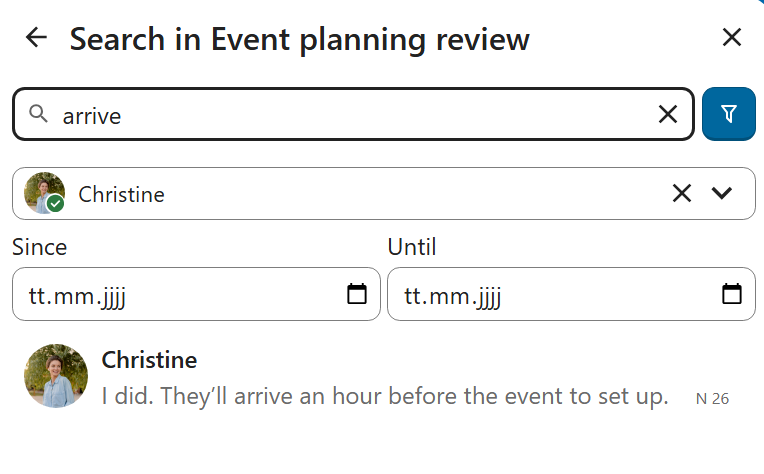 Search in Event planning review
arrive
Christine
Since
Until
tt.mm.jjjj
tt.mm.jjjj
Christine
I did. They’ll arrive an hour before the event to set up.
N 26